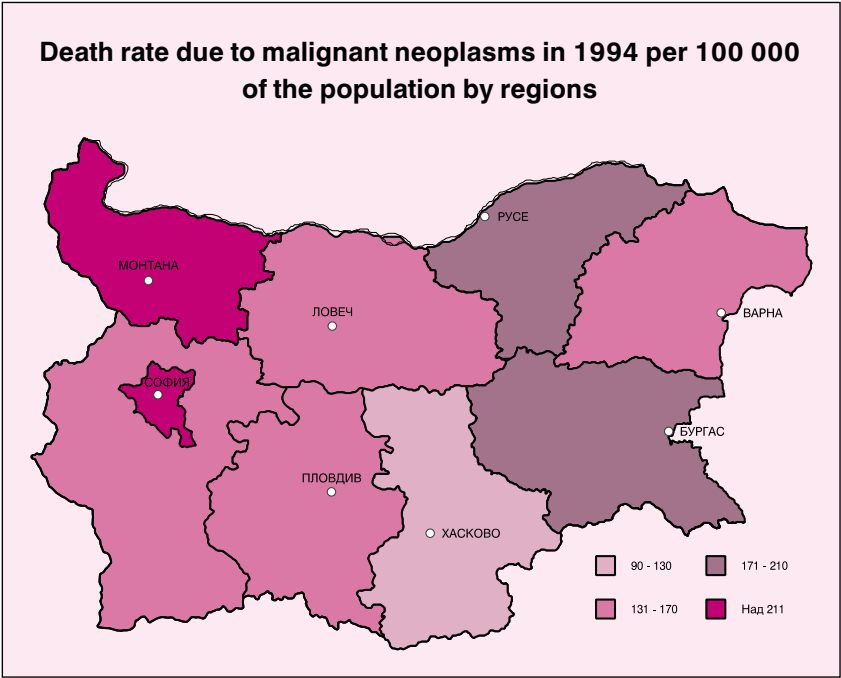 Death rate due to malignant neoplasms in 1994 per 100 000
of the population by regions
РУСЕ
МОНТАНА
ЛОВЕЧ
ВАРНА
СОФИЯ
БУРГАС
ПЛОВДИВ
ХАСКОВО
90 - 130
171 - 210
131 - 170
Над 211